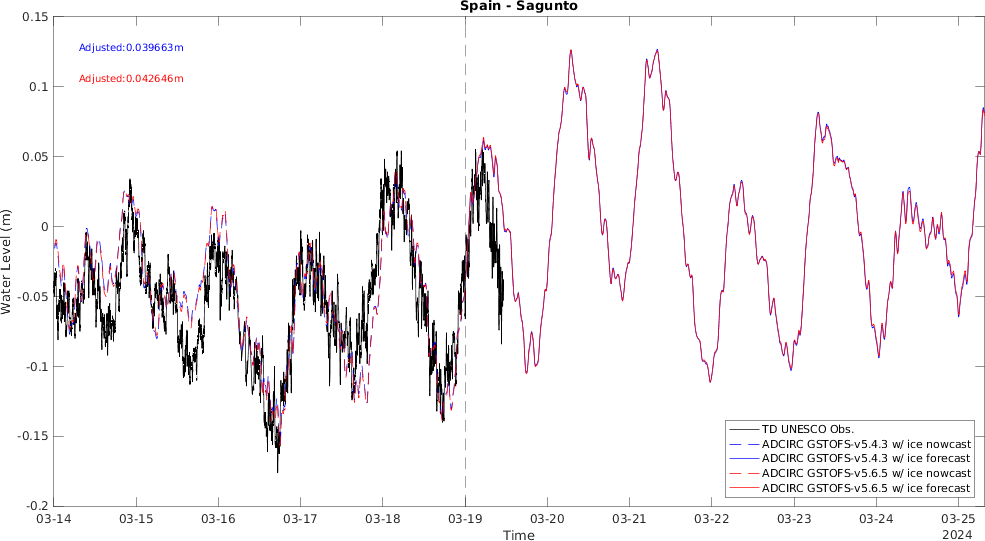 Spain - Sagunto
0.15
0.1
0.05
0
-0.05
-0.1
-0.15
-0.2
Water Level (m)
Adjusted:0.039663m
Adjusted:0.042646m
TD UNESCO Obs.
ADCIRC GSTOFS-v5.4.3 w/ ice nowcast
ADCIRC GSTOFS-v5.4.3 w/ ice forecast
ADCIRC GSTOFS-v5.6.5 w/ ice nowcast
ADCIRC GSTOFS-v5.6.5 w/ ice forecast
03-14 03-15 03-16 03-17 03-18 03-19 03-20 03-21 03-22 03-23 03-24 03-25
Time
2024